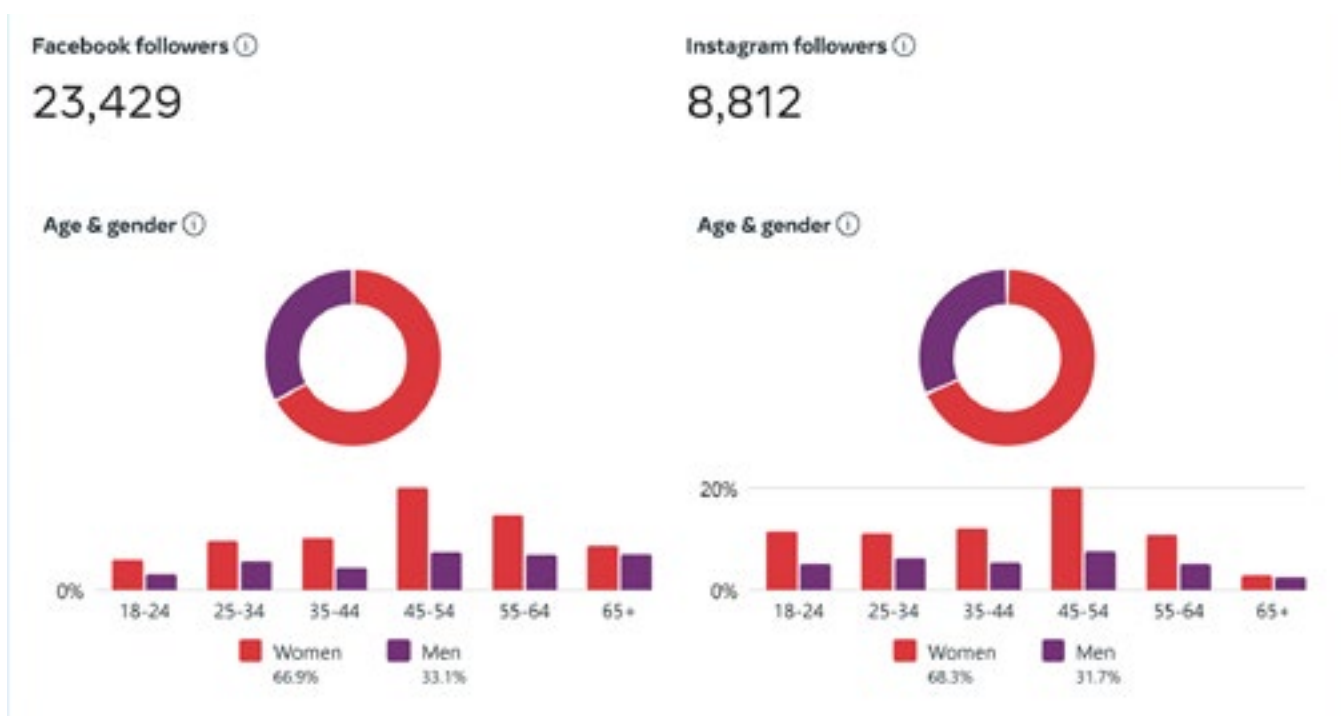 Facebook followers
23,429
Age & gender
0%
18-24 25-34 35-44 45-54 55-64 65+
Women Men
66.9% 33.1%
Instagram followers
8,812
Age & gender
20%
0%
18-24 25-34 35-44 45-54 55-64 65+
Women Men
68.3% 31.7%